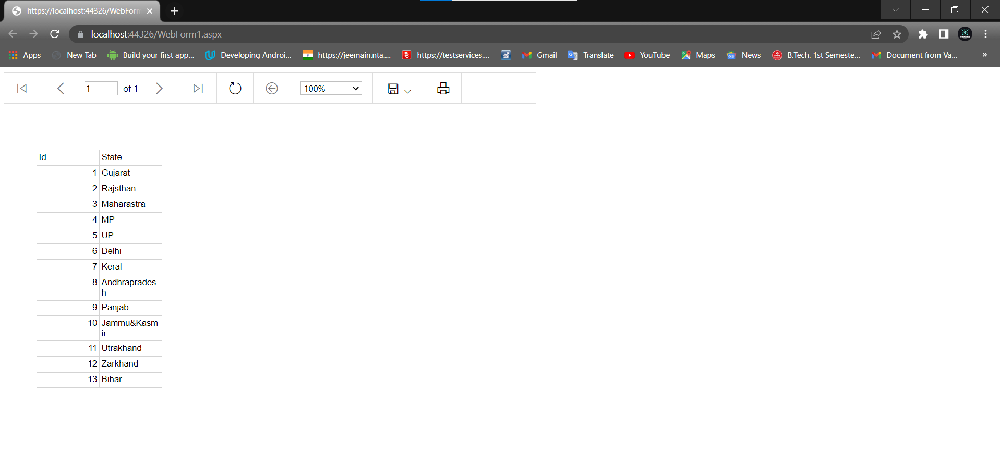 https://localhost:44326/WebForm
localhost:44326/WebForm1.aspx
Apps New Tab Build your first app... Developing Androi... https://jeemain.nta.... https://testservices.... Gmail Translate YouTube Maps News B.Tech. 1st Semeste... Document from Va... »
1 of 1 100%
Id State
1 Gujarat
2 Rajsthan
3 Maharastra
4 MP
5 UP
6 Delhi
7 Keral
8 Andhraprades
h
9 Panjab
10 Jammu&Kasm
ir
11 Utrakhand
12 Zarkhand
13 Bihar